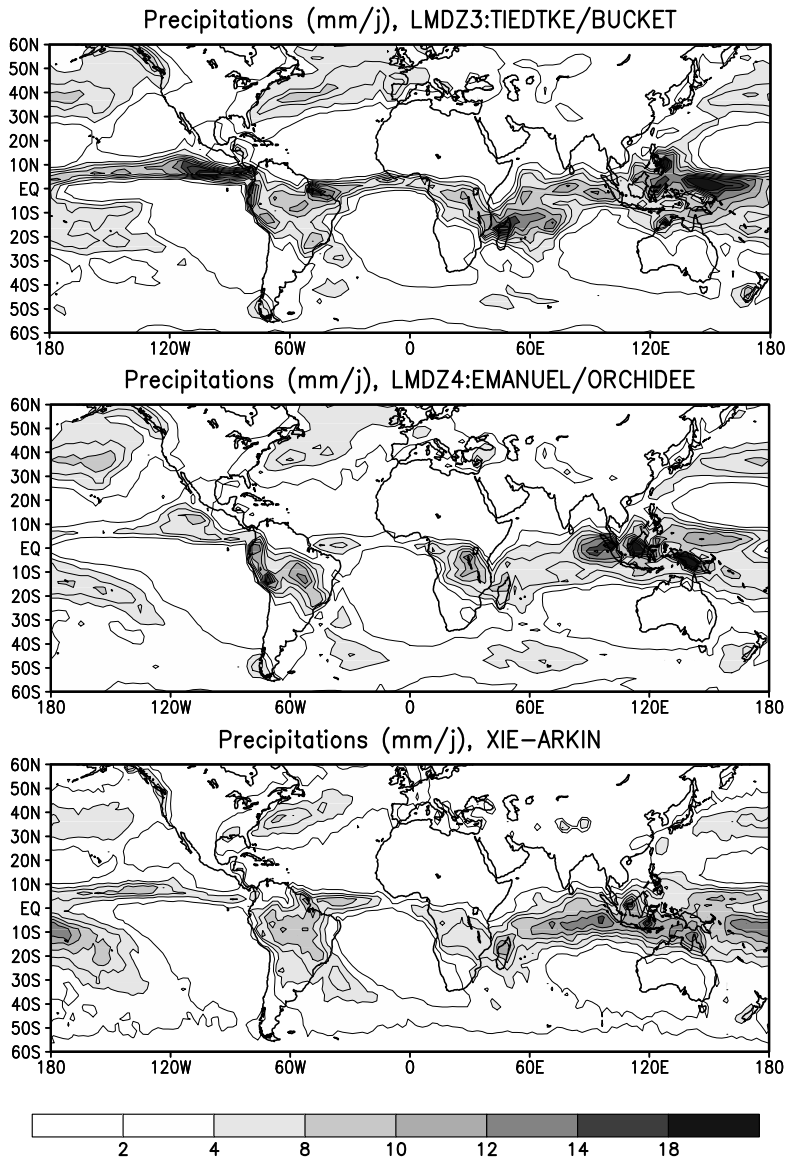 Precipitations (mm/j), LMDZ3:TIEDTKE/BUCKET
60N
50N
40N
30N
20N
10N
EQ
10S
20S
30S
40S
50S
60S
180 120W 60W 0 60E 120E 180
Precipitations (mm/j), LMDZ4:EMANUEL/ORCHIDEE
60N
50N
40N
30N
20N
10N
EQ
10S
20S
30S
40S
50S
60S
180 120W 60W 0 60E 120E 180
Precipitations (mm/j), XIE-ARKIN
60N
50N
40N
30N
20N
10N
EQ
10S
20S
30S
40S
50S
60S
180 120W 60W 0 60E 120E 180
2 4 8 10 12 14 18